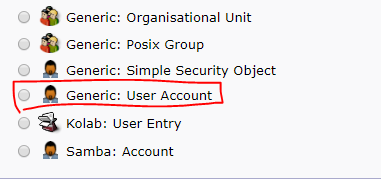 Generic: Organisational Unit
Generic: Posix Group
Generic: Simple Security Object
Generic: User Account
Kolab: User Entry
Samba: Account